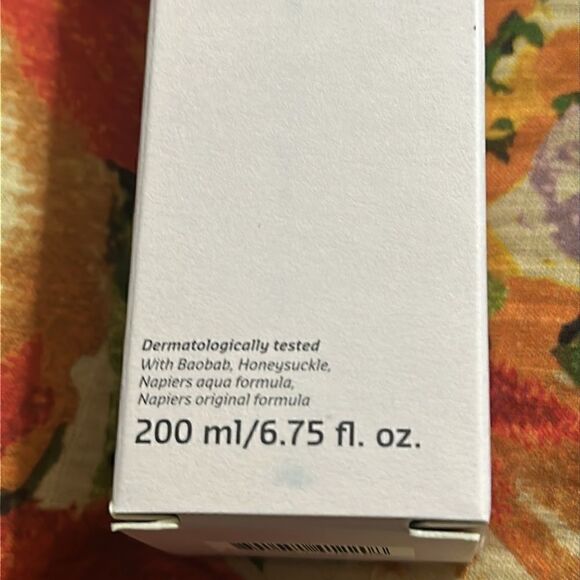 Dermatologically tested
With Baobab, Honeysuckle,
Napiers aqua formula,
Napiers original formula
200 ml/6.75 fl. oz.